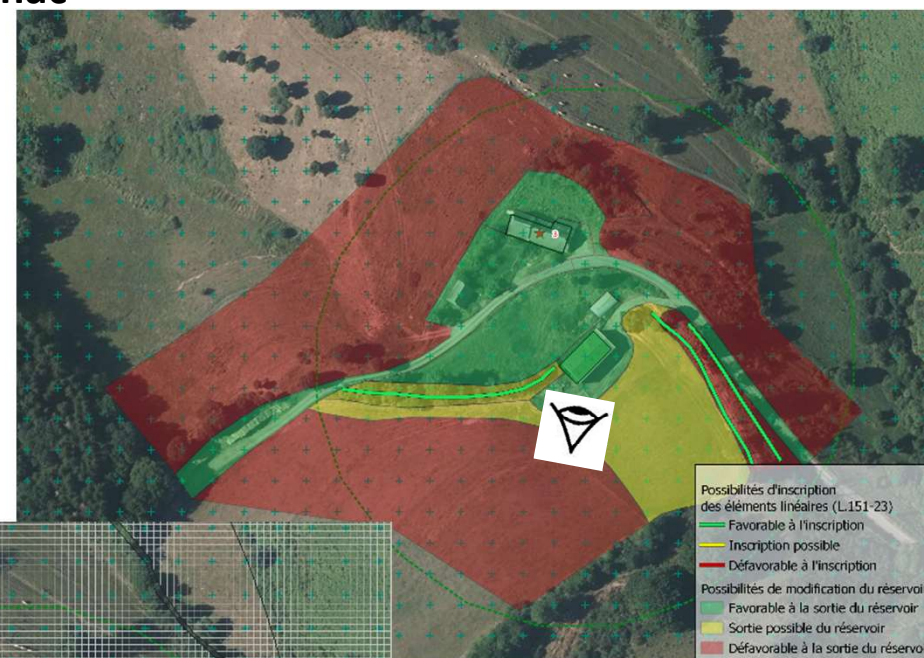 Possibilités d'inscription
des éléments linéaires (L.151-23)
Favorable à l'inscription
Inscription possible
Défavorable à l'inscription
Possibilités de modification du réservoi
Favorable à la sortie du réservoir
Sortie possible du réservoir
Défavorable à la sortie du réservo